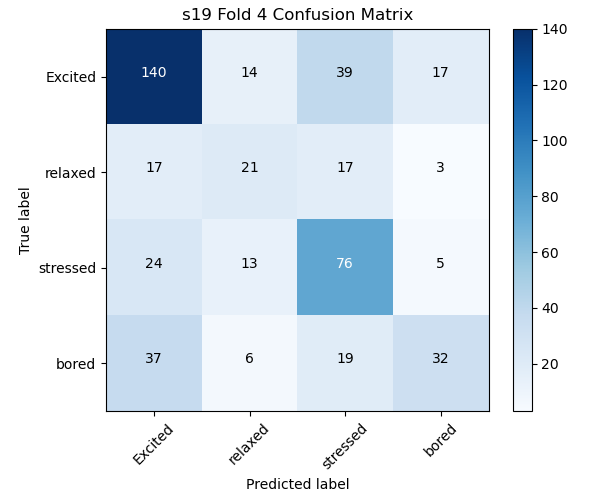 s19 Fold 4 Confusion Matrix
True label
Excited 140 14 39 17
relaxed 17 21 17 3
stressed 24 13 76 5
bored 37 6 19 32
Excited relaxed stressed bored
Predicted label
140
120
100
80
60
40
20